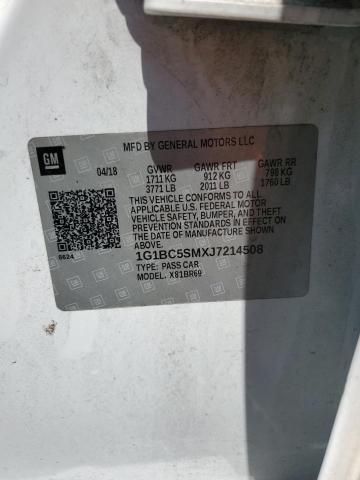 GM
MFD BY GENERAL MOTORS LLC
04/18 GVWR GAWR FRT GAWR RR
1711 KG 912 KG 798 KG
3771 LB 2011 LB 1760 LB
THIS VEHICLE CONFORMS TO ALL
APPLICABLE U.S. FEDERAL MOTOR
VEHICLE SAFETY, BUMPER, AND THEFT
PREVENTION STANDARDS IN EFFECT ON
THE DATE OF MANUFACTURE SHOWN ABOVE.
6624 1G1BC5SMXJ7214508
TYPE: PASS CAR
MODEL: X81BR69